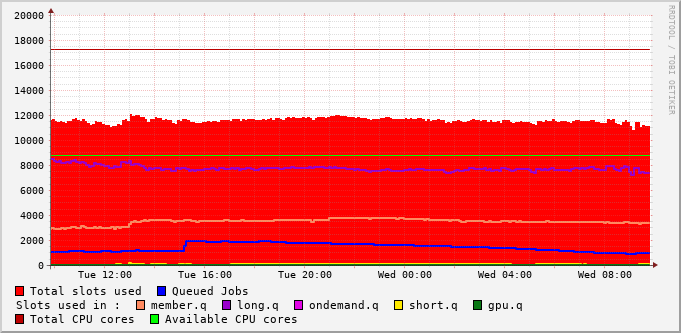 20000
18000
16000
14000
12000
10000
8000
6000
4000
2000
0
Tue 12:00 Tue 16:00 Tue 20:00 Wed 00:00 Wed 04:00 Wed 08:00
Total slots used Queued Jobs
Slots used in : member.q long.q ondemand.q short.q gpu.q
Total CPU cores Available CPU cores
RRDTOOL / TOBI OETIKER